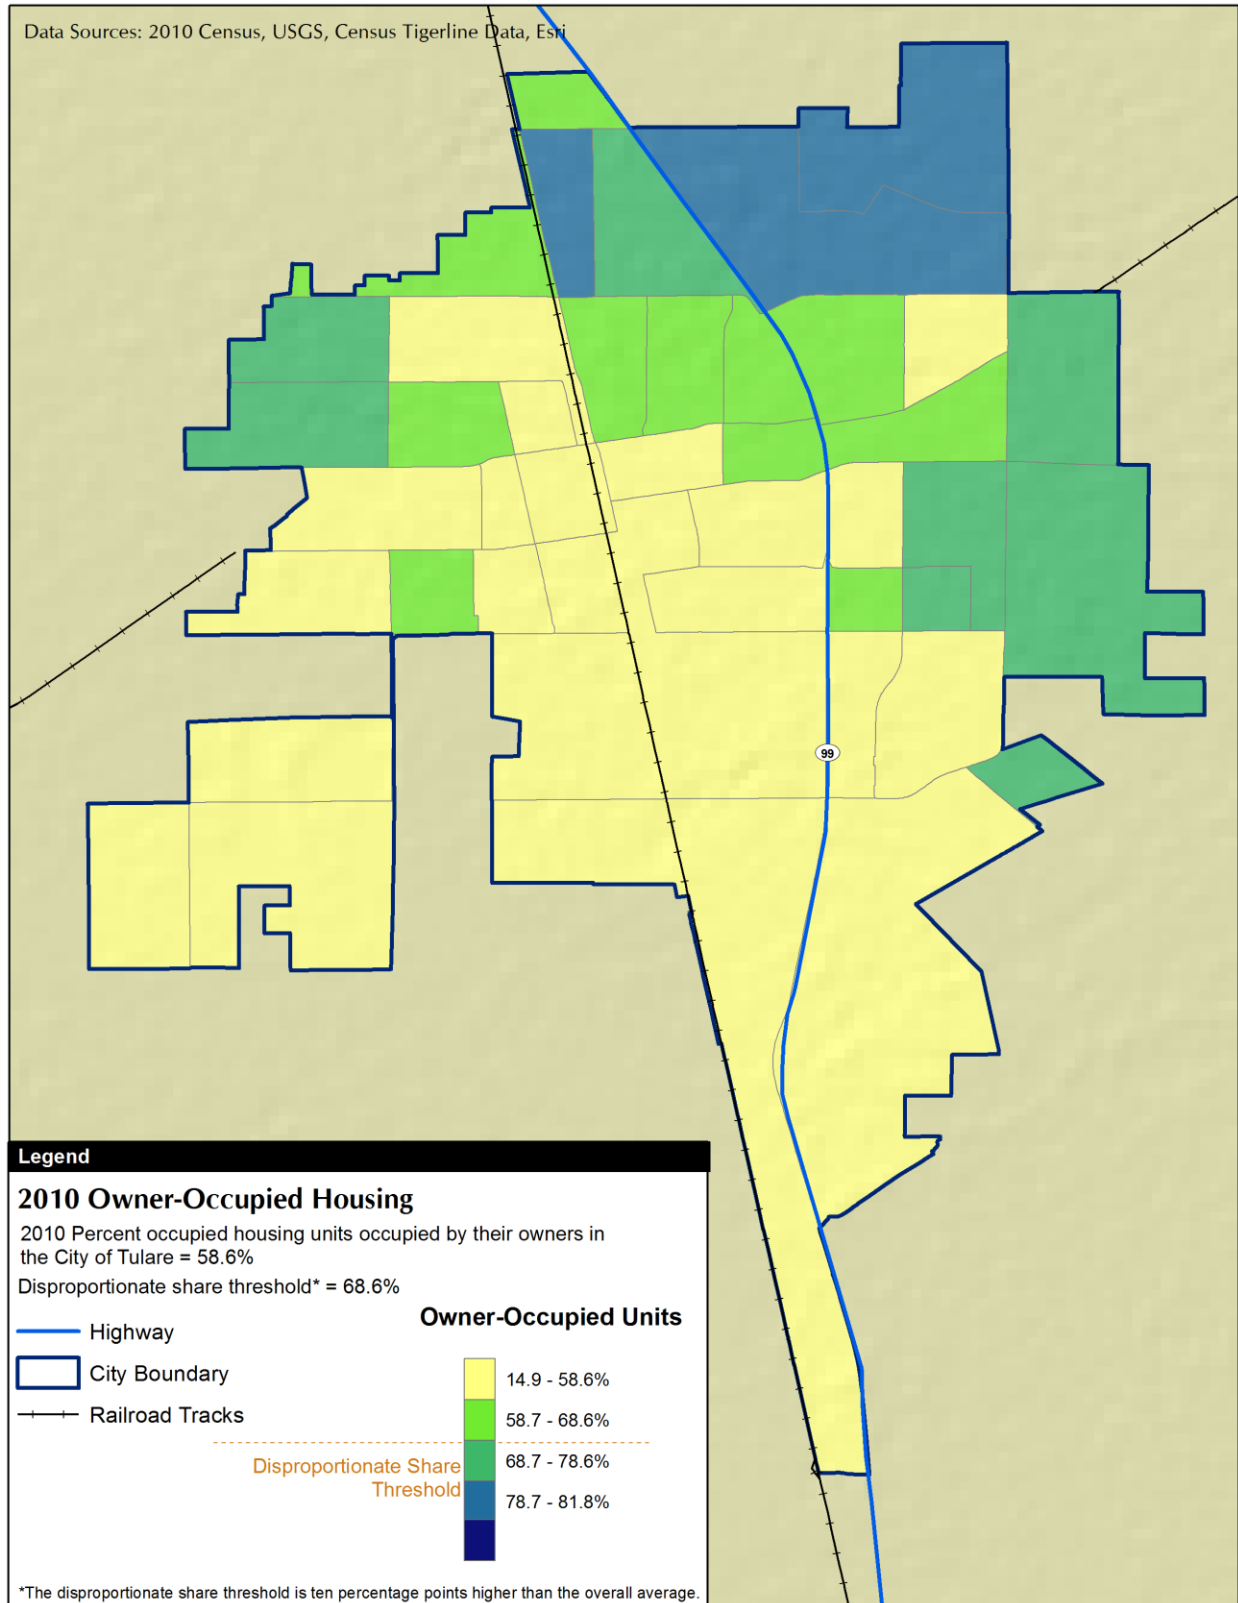 Data Sources: 2010 Census, USGS, Census Tigerline Data, Esri
99
Legend
2010 Owner-Occupied Housing
2010 Percent occupied housing units occupied by their owners in
the City of Tulare = 58.6%
Disproportionate share threshold* = 68.6%
Highway
City Boundary
Railroad Tracks
Owner-Occupied Units
14.9 - 58.6%
58.7 - 68.6%
Disproportionate Share
Threshold
68.7 - 78.6%
78.7 - 81.8%
*The disproportionate share threshold is ten percentage points higher than the overall average.